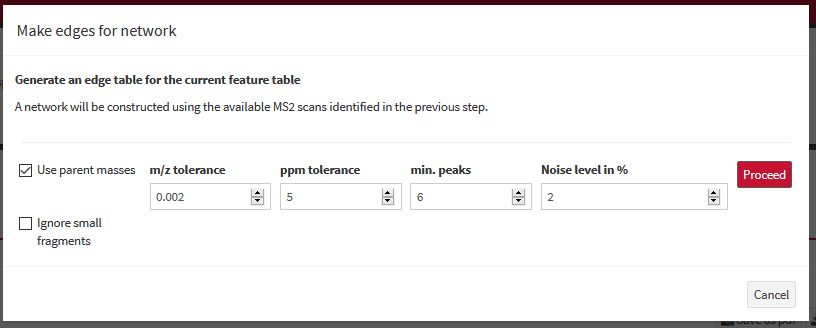 Make edges for network
Generate an edge table for the current feature table
A network will be constructed using the available MS2 scans identified in the previous step.
Use parent masses m/z tolerance ppm tolerance min. peaks Noise level in % Proceed
0.002 5 6 2
Ignore small
fragments
Cancel